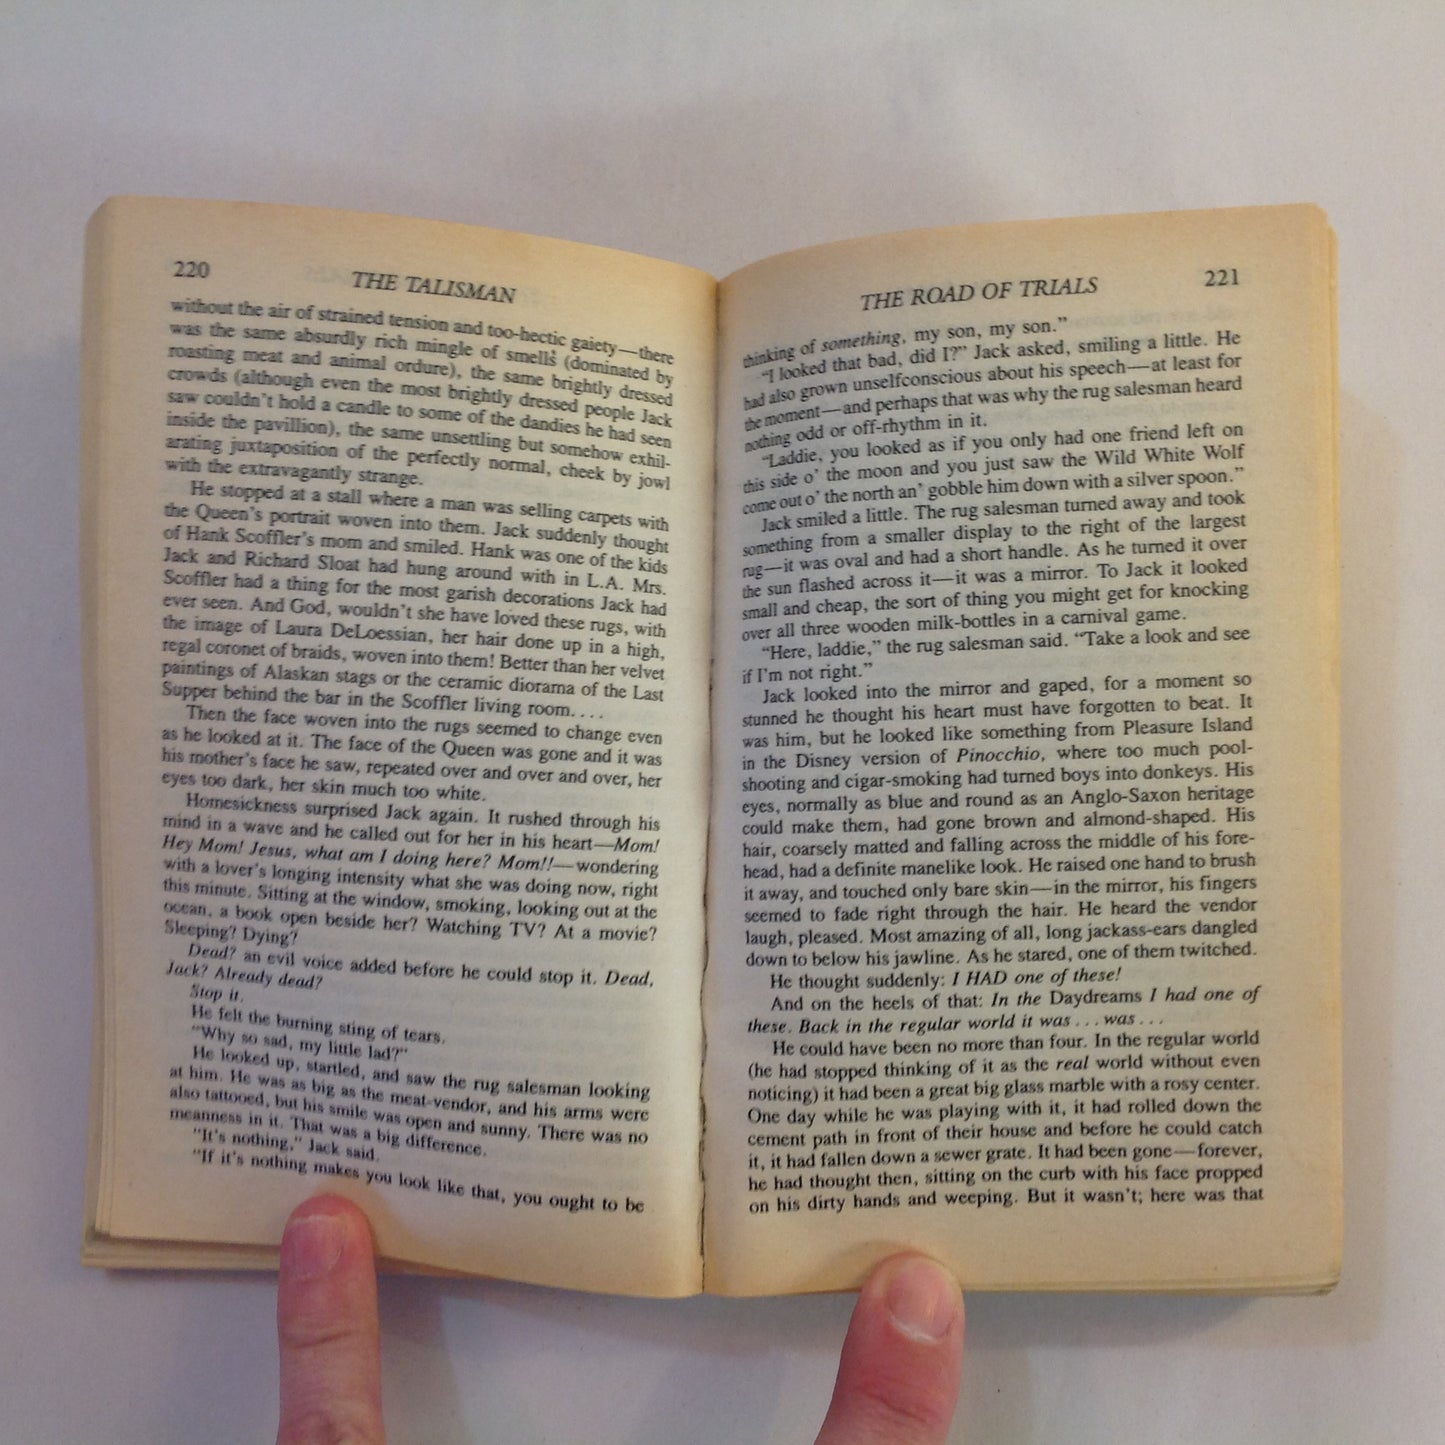 220
THE TALISMAN
without the air of strained tension and too-hectic gaiety—there
was the same absurdly rich mingle of smells (dominated by
roasting meat and animal ordure), the same brightly dressed
crowds (although even the most brightly dressed people Jack
saw couldn't hold a candle to some of the dandies he had seen
inside the pavillion), the same unsettling but somehow exhil-
arating juxtaposition of the perfectly normal, cheek by jowl
with the extravagantly strange.
He stopped at a stall where a man was selling carpets with
the Queen's portrait woven into them. Jack suddenly thought
of Hank Scoffler's mom and smiled. Hank was one of the kids
Jack and Richard Sloat had hung around with in L.A. Mrs.
Scoffler had a thing for the most garish decorations Jack had
ever seen. And God, wouldn't she have loved these rugs, with
the image of Laura DeLoessian, her hair done up in a high,
regal coronet of braids, woven into them! Better than her velvet
paintings of Alaskan stags or the ceramic diorama of the Last
Supper behind the bar in the Scoffler living room. . . .
Then the face woven into the rugs seemed to change even
as he looked at it. The face of the Queen was gone and it was
his mother's face he saw, repeated over and over and over, her
eyes too dark, her skin much too white.
Homesickness surprised Jack again. It rushed through his
mind in a wave and he called out for her in his heart—Mom!
Hey Mom! Jesus, what am I doing here? Mom!!—wondering
with a lover's longing intensity what she was doing now, right
this minute. Sitting at the window, smoking, looking out at the
ocean, a book open beside her? Watching TV? At a movie?
Sleeping? Dying?
Dead? an evil voice added before he could stop it. Dead,
Jack? Already dead?
Stop it.
He felt the burning sting of tears.
"Why so sad, my little lad?"
He looked up, startled, and saw the rug salesman looking
at him. He was as big as the meat-vendor, and his arms were
also tattooed, but his smile was open and sunny. There was no
meanness in it. That was a big difference.
"It's nothing," Jack said.
"If it's nothing makes you look like that, you ought to be
THE ROAD OF TRIALS
221
thinking of something, my son, my son."
"I looked that bad, did I?" Jack asked, smiling a little. He
had also grown unselfconscious about his speech—at least for
the moment—and perhaps that was why the rug salesman heard
nothing odd or off-rhythm in it.
"Laddie, you looked as if you only had one friend left on
this side o' the moon and you just saw the Wild White Wolf
come out o' the north an' gobble him down with a silver spoon."
Jack smiled a little. The rug salesman turned away and took
something from a smaller display to the right of the largest
rug—it was oval and had a short handle. As he turned it over
the sun flashed across it—it was a mirror. To Jack it looked
small and cheap, the sort of thing you might get for knocking
over all three wooden milk-bottles in a carnival game.
"Here, laddie," the rug salesman said. "Take a look and see
if I'm not right."
Jack looked into the mirror and gaped, for a moment so
stunned he thought his heart must have forgotten to beat. It
was him, but he looked like something from Pleasure Island
in the Disney version of Pinocchio, where too much pool-
shooting and cigar-smoking had turned boys into donkeys. His
eyes, normally as blue and round as an Anglo-Saxon heritage
could make them, had gone brown and almond-shaped. His
hair, coarsely matted and falling across the middle of his fore-
head, had a definite manelike look. He raised one hand to brush
it away, and touched only bare skin—in the mirror, his fingers
seemed to fade right through the hair. He heard the vendor
laugh, pleased. Most amazing of all, long jackass-ears dangled
down to below his jawline. As he stared, one of them twitched.
He thought suddenly: I HAD one of these!
And on the heels of that: In the Daydreams I had one of
these. Back in the regular world it was . . . was . . .
He could have been no more than four. In the regular world
(he had stopped thinking of it as the real world without even
noticing) it had been a great big glass marble with a rosy center.
One day while he was playing with it, it had rolled down the
cement path in front of their house and before he could catch
it, it had fallen down a sewer grate. It had been gone—forever,
he had thought then, sitting on the curb with his face propped
on his dirty hands and weeping. But it wasn't; here was that